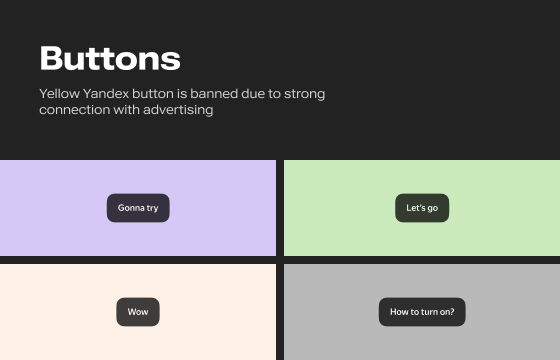 Buttons
Yellow Yandex button is banned due to strong
connection with advertising
Gonna try
Let's go
Wow
How to turn on?